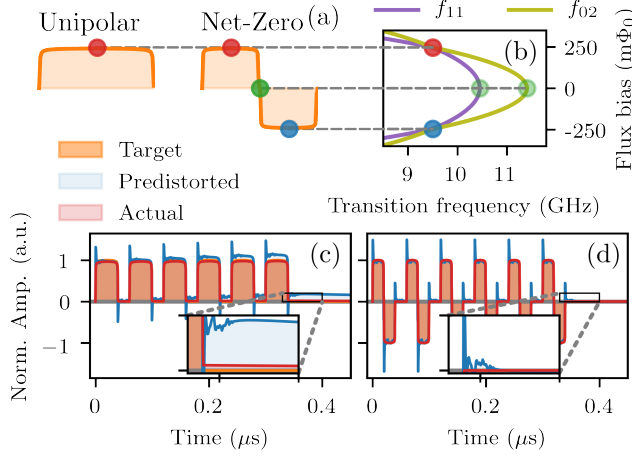 Unipolar
Net-Zero
(a)
f11
f02
(b)
250
0
-250
Flux bias (mΦ0)
9
10
11
Transition frequency (GHz)
Target
Predistorted
Actual
Norm. Amp. (a.u.)
1
0
−1
(c)
(d)
0
0.2
0.4
Time (μs)
0
0.2
0.4
Time (μs)